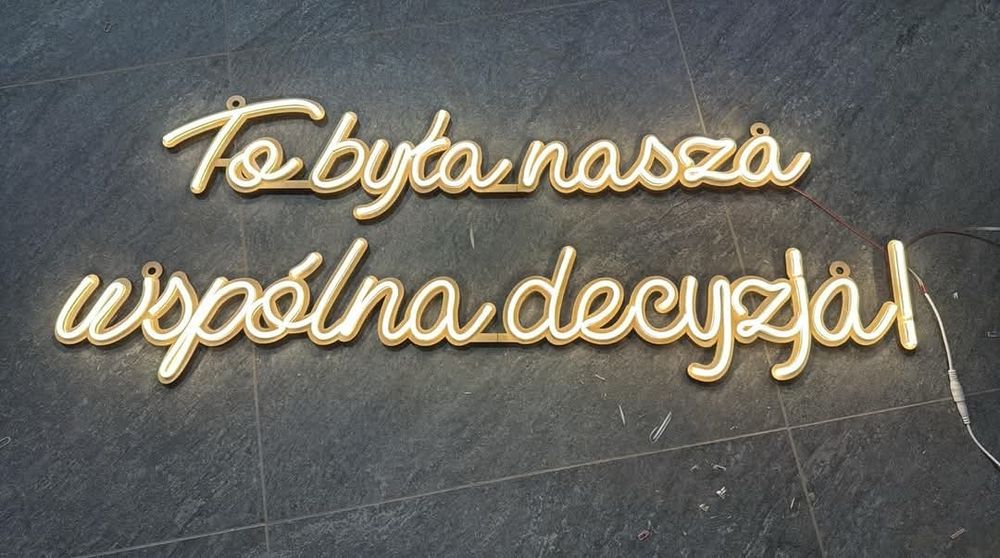 To była nasza
wspólna decyzja!